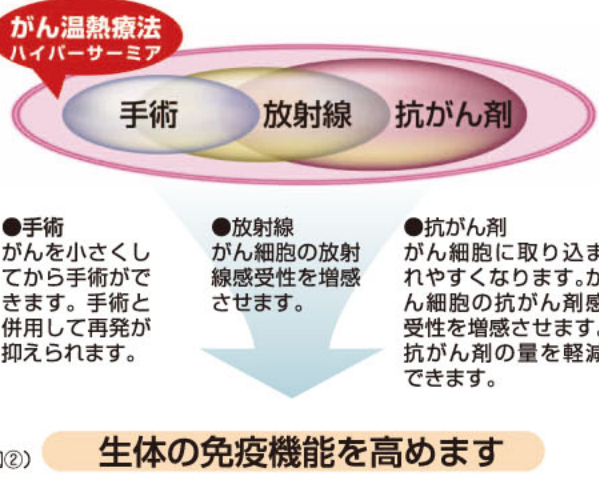 がん温熱療法
ハイパーサーミア
手術
放射線
抗がん剤
●手術
がんを小さくし
てから手術がで
きます。手術と
併用して再発が
抑えられます。
●放射線
がん細胞の放射
線感受性を増感
させます。
●抗がん剤
がん細胞に取り込ま
れやすくなります。が
ん細胞の抗がん剤感
受性を増感させます。
抗がん剤の量を軽減
できます。
②）
生体の免疫機能を高めます